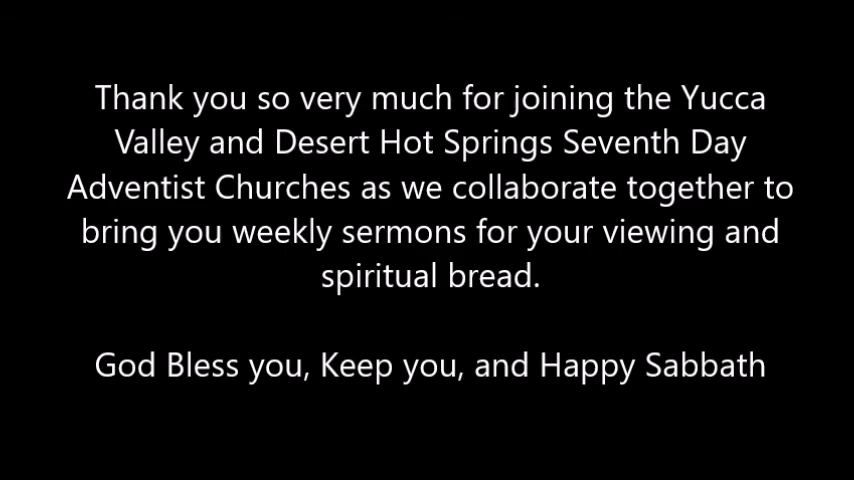 Thank you so very much for joining the Yucca
Valley and Desert Hot Springs Seventh Day
Adventist Churches as we collaborate together to
bring you weekly sermons for your viewing and
spiritual bread.
God Bless you, Keep you, and Happy Sabbath